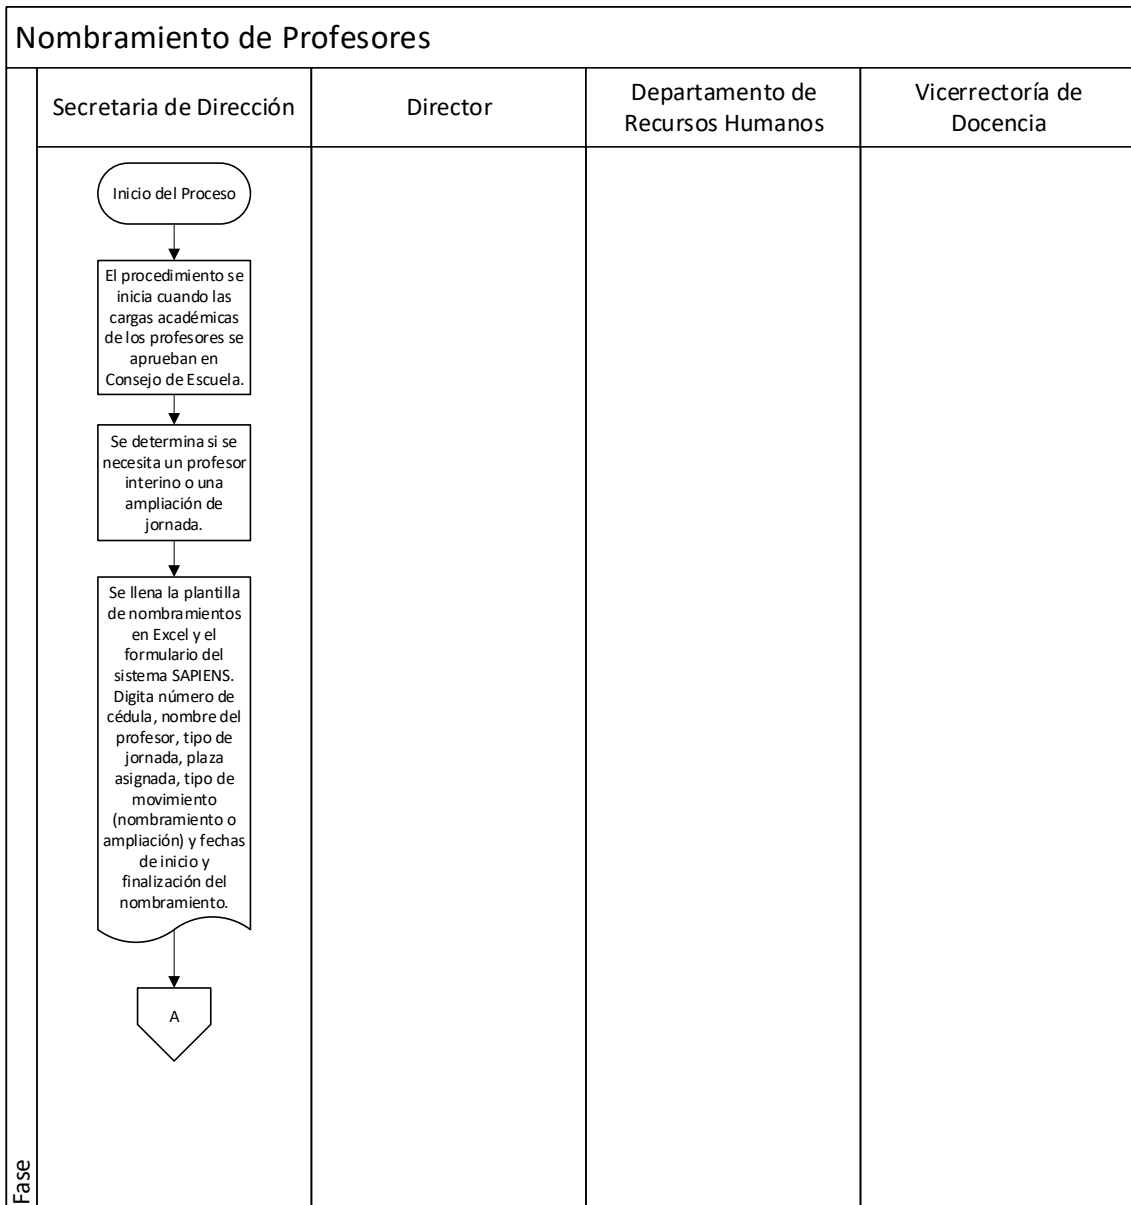 Nombramiento de Profesores
Secretaria de Dirección
Director
Departamento de
Recursos Humanos
Vicerrectoría de
Docencia
Inicio del Proceso
El procedimiento se
inicia cuando las
cargas académicas
de los profesores se
aprueban en
Consejo de Escuela.
Se determina si se
necesita un profesor
interino o una
ampliación de
jornada.
Se llena la plantilla
de nombramientos
en Excel y el
formulario del
sistema SAPIENS.
Digita número de
cédula, nombre del
profesor, tipo de
jornada, plaza
asignada, tipo de
movimiento
(nombramiento o
ampliación) y fechas
de inicio y
finalización del
nombramiento.
A
Fase